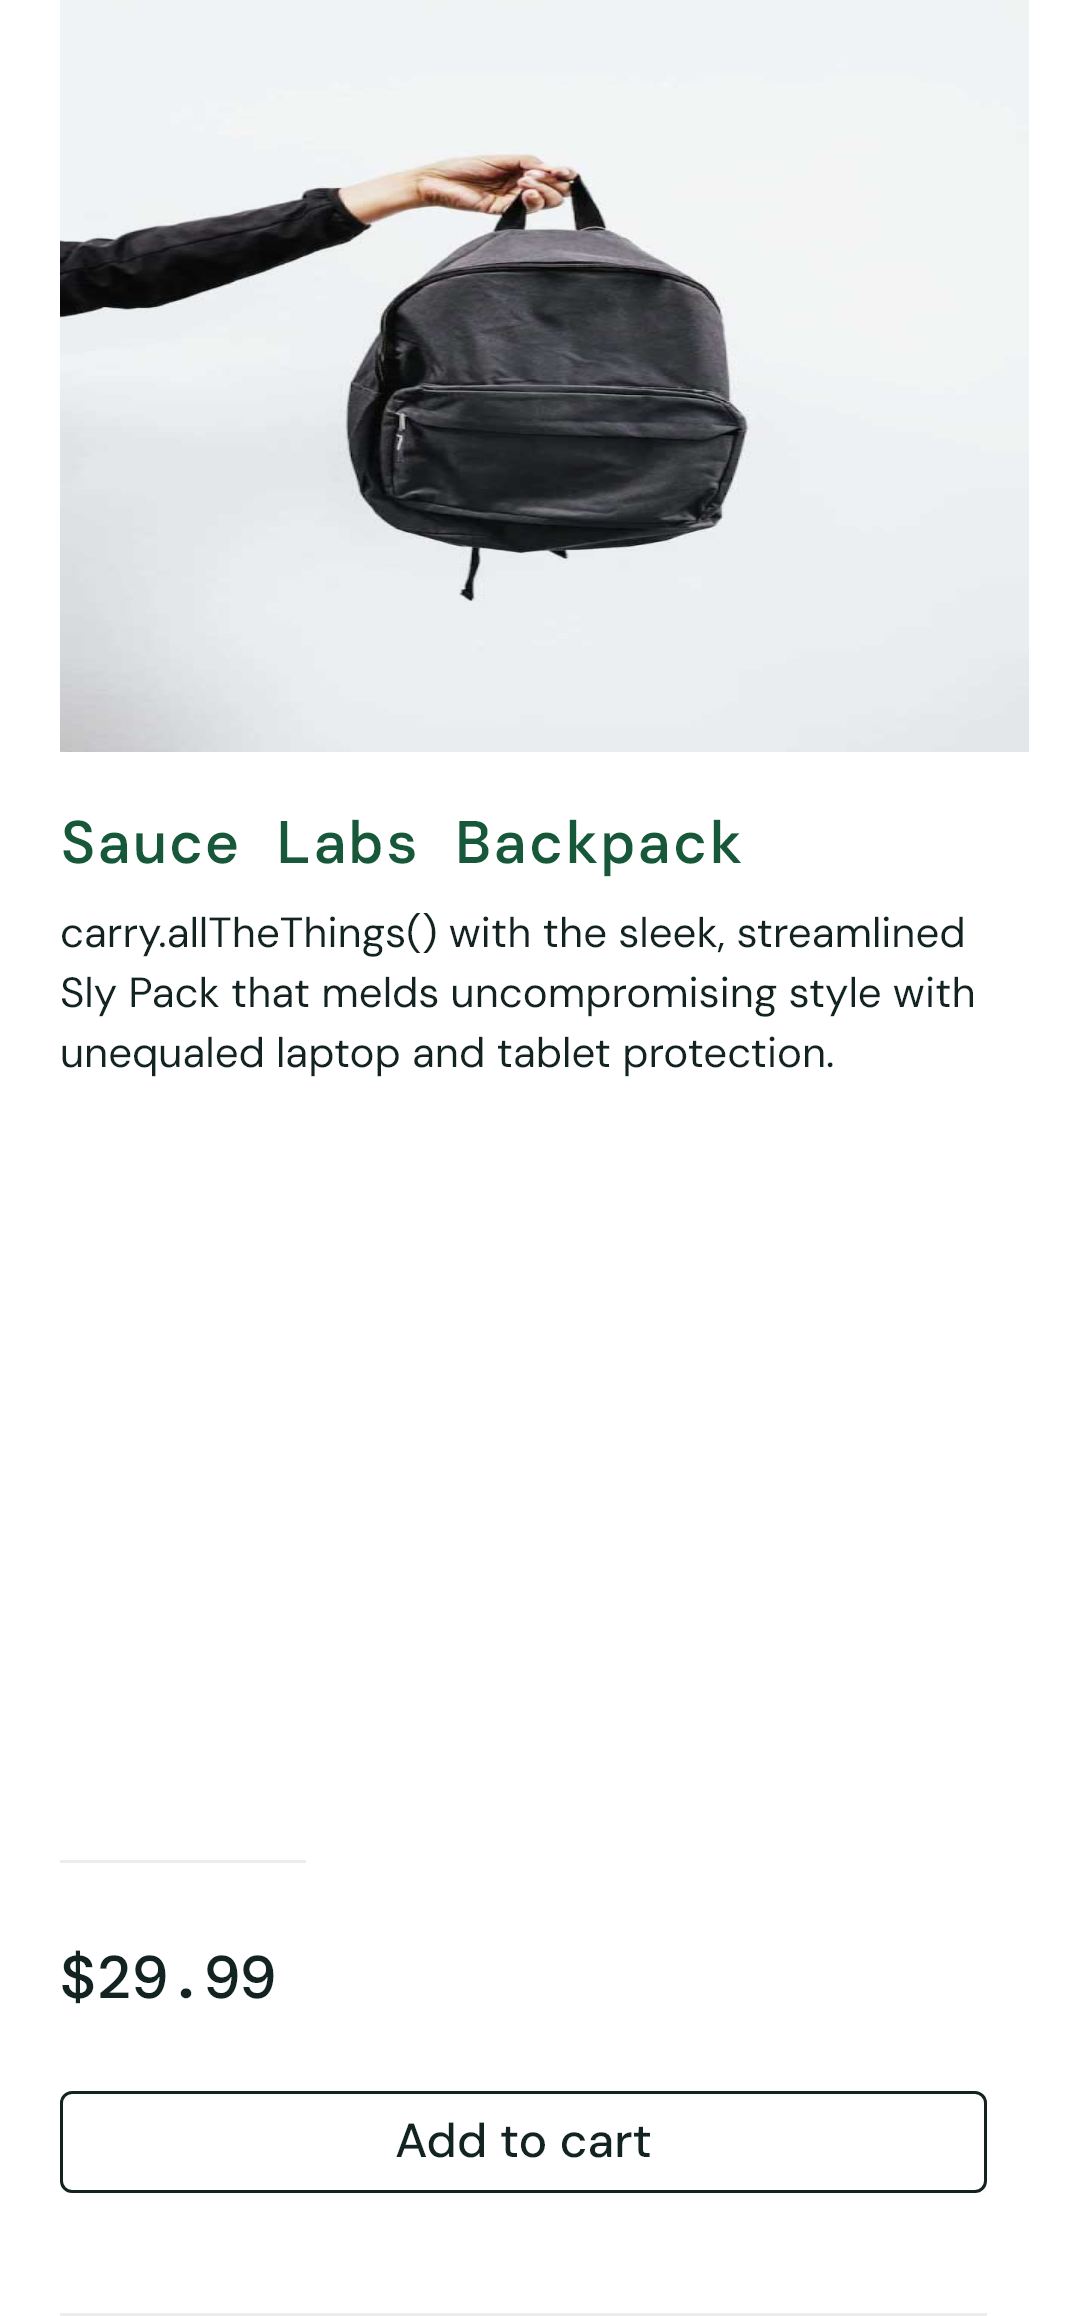 Sauce Labs Backpack
carry.allTheThings() with the sleek, streamlined
Sly Pack that melds uncompromising style with
unequaled laptop and tablet protection.
$29.99
Add to cart